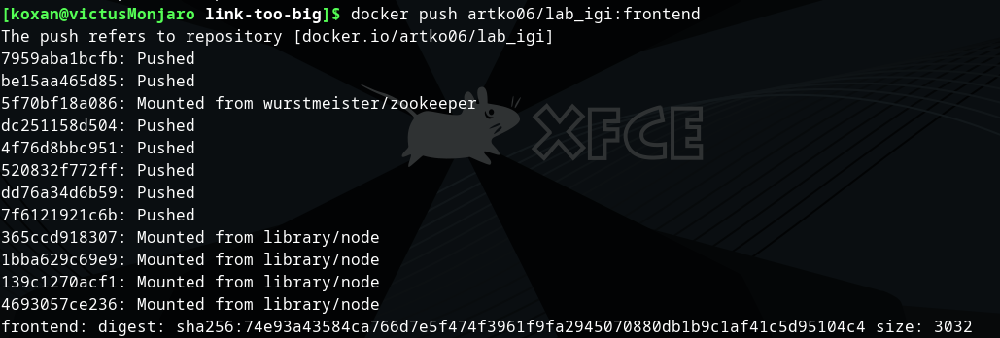 [koxan@victusMonjaro link-too-big]$ docker push artko06/lab_igi:frontend
The push refers to repository [docker.io/artko06/lab_igi]
7959aba1bcfb: Pushed
be15aa465d85: Pushed
5f70bf18a086: Mounted from wurstmeister/zookeeper
dc251158d504: Pushed
4f76d8bbc951: Pushed
520832f772ff: Pushed
dd76a34d6b59: Pushed
7f6121921c6b: Pushed
365ccd918307: Mounted from library/node
1bba629c69e9: Mounted from library/node
139c1270acf1: Mounted from library/node
4693057ce236: Mounted from library/node
frontend: digest: sha256:74e93a43584ca766d7e5f474f3961f9fa2945070880db1b9c1af41c5d95104c4 size: 3032
XFCE